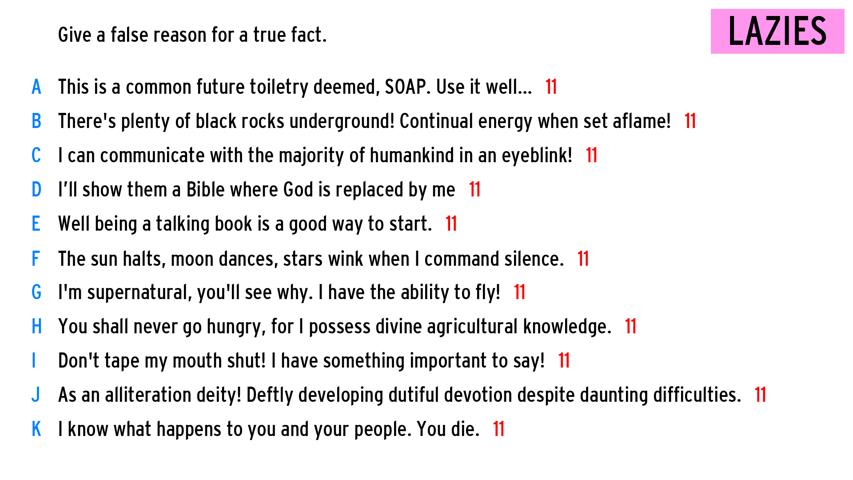 LAZIES
Give a false reason for a true fact.
A This is a common future toiletry deemed, SOAP. Use it well... 11
B There's plenty of black rocks underground! Continual energy when set aflame! 11
C I can communicate with the majority of humankind in an eyeblink! 11
D I’ll show them a Bible where God is replaced by me 11
E Well being a talking book is a good way to start. 11
F The sun halts, moon dances, stars wink when I command silence. 11
G I'm supernatural, you'll see why. I have the ability to fly! 11
H You shall never go hungry, for I possess divine agricultural knowledge. 11
I Don't tape my mouth shut! I have something important to say! 11
J As an alliteration deity! Deftly developing dutiful devotion despite daunting difficulties. 11
K I know what happens to you and your people. You die. 11